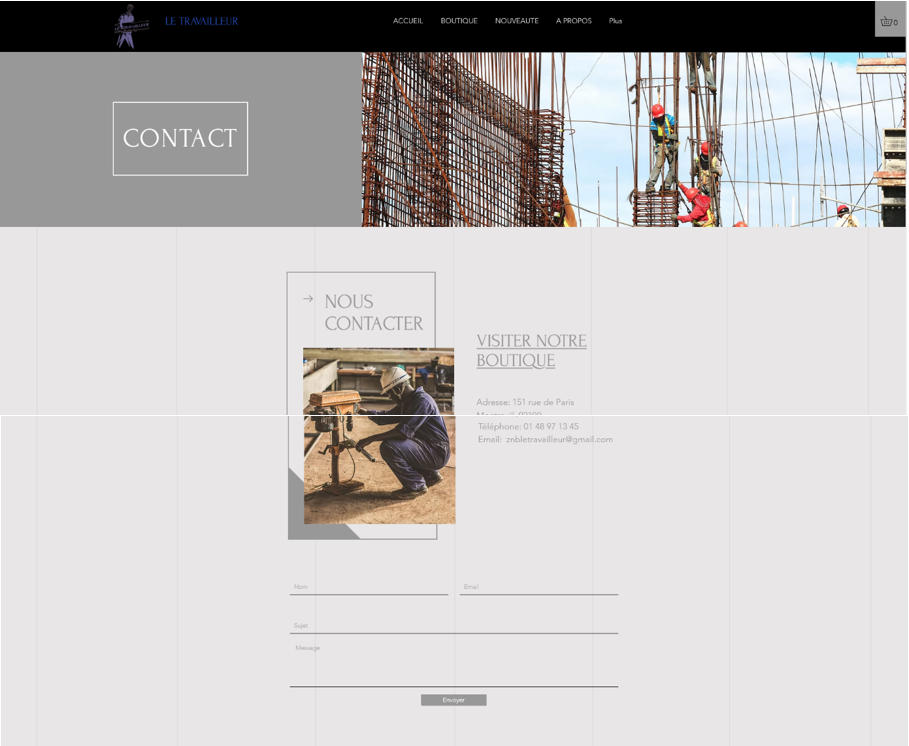 LE TRAVAILLEUR
ACCUEIL BOUTIQUE NOUVEAUTE A PROPOS Plus
0
CONTACT
NOUS
CONTACTER
VISITER NOTRE
BOUTIQUE
Adresse: 151 rue de Paris
Téléphone: 01 48 97 13 45
Email: znbletravailleur@gmail.com
Nom Email
Sujet
Message
Envoyer